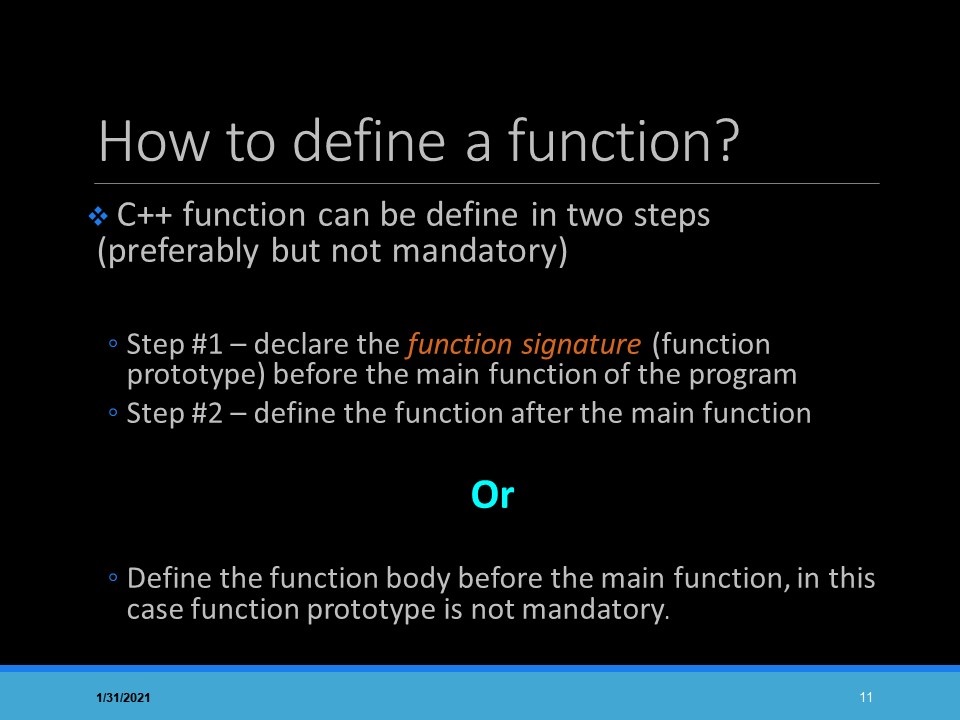 How to define a function?
❖ C++ function can be define in two steps
(preferably but not mandatory)
◦ Step #1 – declare the function signature (function
prototype) before the main function of the program
◦ Step #2 – define the function after the main function
Or
◦ Define the function body before the main function, in this
case function prototype is not mandatory.
1/31/2021
11